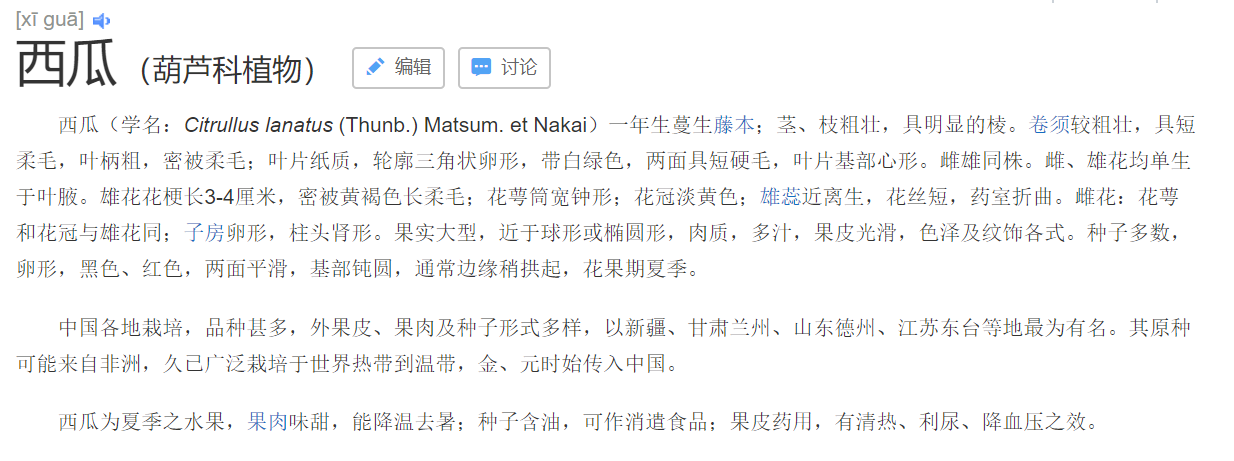 [xī guā]
西瓜（葫芦科植物） 编辑 讨论
西瓜（学名：Citrullus lanatus (Thunb.) Matsum. et Nakai）一年生蔓生藤本；茎、枝粗壮，具明显的棱。卷须较粗壮，具短
柔毛，叶柄粗，密被柔毛；叶片纸质，轮廓三角状卵形，带白绿色，两面具短硬毛，叶片基部心形。雌雄同株。雌、雄花均单生
于叶腋。雄花花梗长3-4厘米，密被黄褐色长柔毛；花萼筒宽钟形；花冠淡黄色；雄蕊近离生，花丝短，药室折曲。雌花：花萼
和花冠与雄花同；子房卵形，柱头肾形。果实大型，近于球形或椭圆形，肉质，多汁，果皮光滑，色泽及纹饰各式。种子多数，
卵形，黑色、红色，两面平滑，基部钝圆，通常边缘稍拱起，花果期夏季。
中国各地栽培，品种甚多，外果皮、果肉及种子形式多样，以新疆、甘肃兰州、山东德州、江苏东台等地最为有名。其原种
可能来自非洲，久已广泛栽培于世界热带到温带，金、元时始传入中国。
西瓜为夏季之水果，果肉味甜，能降温去暑；种子含油，可作消遣食品；果皮药用，有清热、利尿、降血压之效。